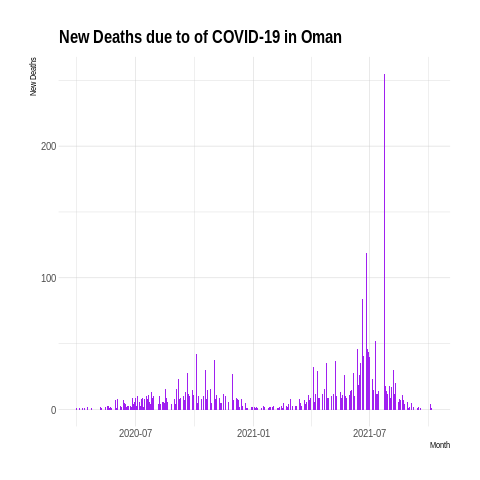 New Deaths due to of COVID-19 in Oman
New Deaths
200
100
0
2020-07
2021-01
2021-07
Month